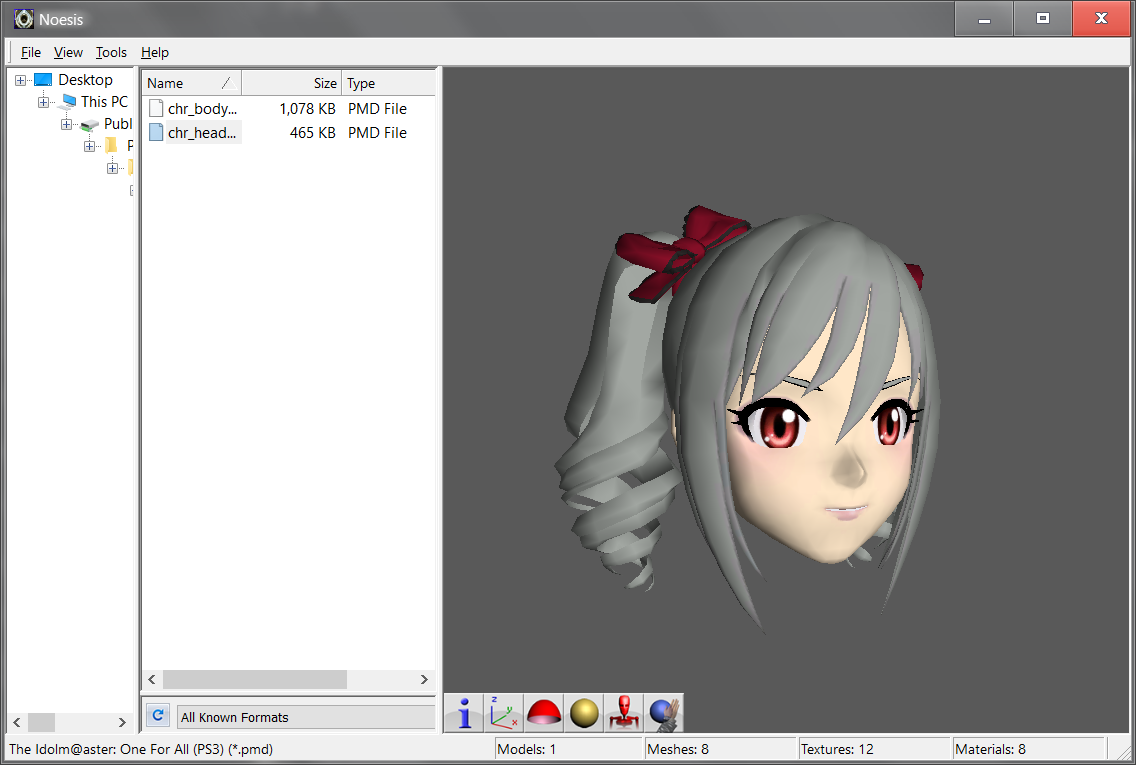 Noesis
File View Tools Help
Desktop
This PC
Publ
P
Name Size Type
chr_body... 1,078 KB PMD File
chr_head... 465 KB PMD File
All Known Formats
z y x
The Idolm@aster: One For All (PS3) (*.pmd) Models: 1 Meshes: 8 Textures: 12 Materials: 8